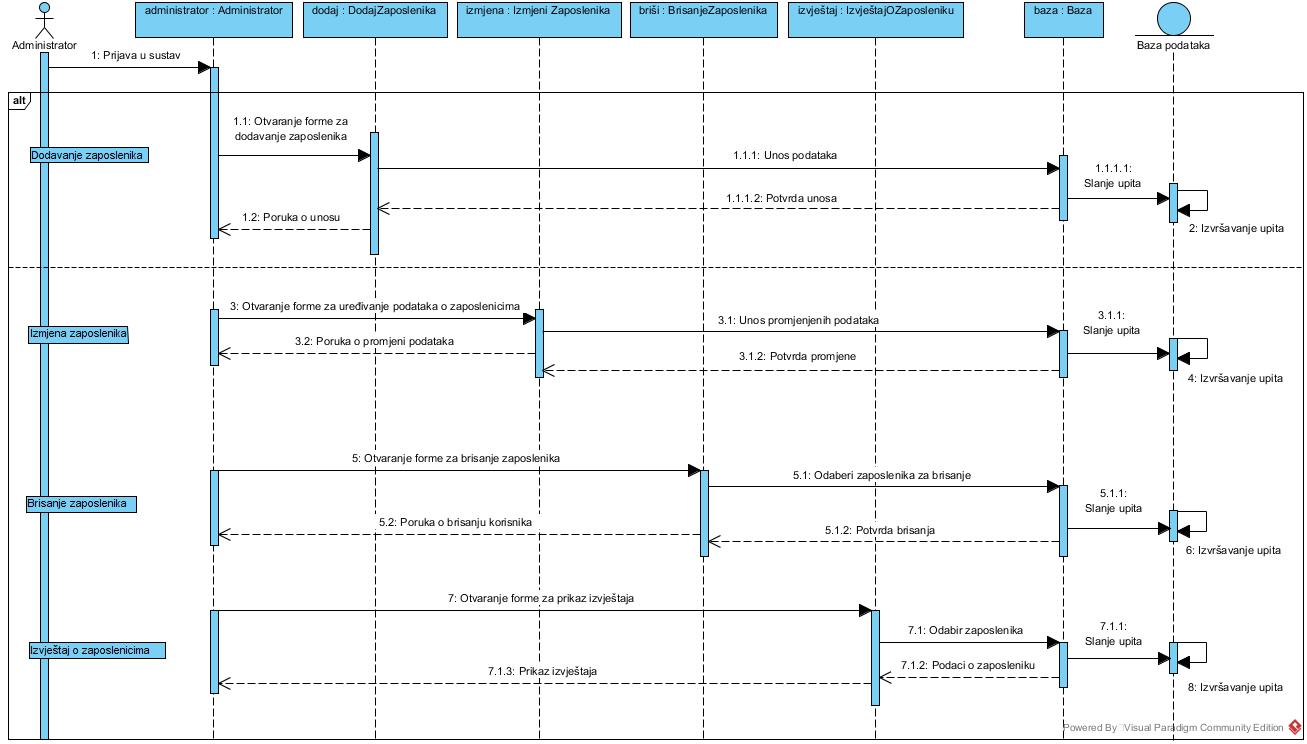 administrator : Administrator
dodaj : DodajZaposlenika
izmjena : Izmjeni Zaposlenika
briši : BrisanjeZaposlenika
izvještaj : IzvještajOZaposleniku
baza : Baza
Administrator
Baza podataka
1: Prijava u sustav
alt
1.1: Otvaranje forme za
dodavanje zaposlenika
Dodavanje zaposlenika
1.1.1: Unos podataka
1.1.1.1:
Slanje upita
1.1.1.2: Potvrda unosa
1.2: Poruka o unosu
2: Izvršavanje upita
3: Otvaranje forme za uređivanje podataka o zaposlenicima
Izmjena zaposlenika
3.1: Unos promjenjenih podataka
3.1.1:
Slanje upita
3.2: Poruka o promjeni podataka
3.1.2: Potvrda promjene
4: Izvršavanje upita
5: Otvaranje forme za brisanje zaposlenika
5.1: Odaberi zaposlenika za brisanje
Brisanje zaposlenika
5.1.1:
Slanje upita
5.2: Poruka o brisanju korisnika
5.1.2: Potvrda brisanja
6: Izvršavanje upita
7: Otvaranje forme za prikaz izvještaja
7.1: Odabir zaposlenika
7.1.1:
Slanje upita
Izvještaj o zaposlenicima
7.1.2: Podaci o zaposleniku
7.1.3: Prikaz izvještaja
8: Izvršavanje upita
Powered By Visual Paradigm Community Edition